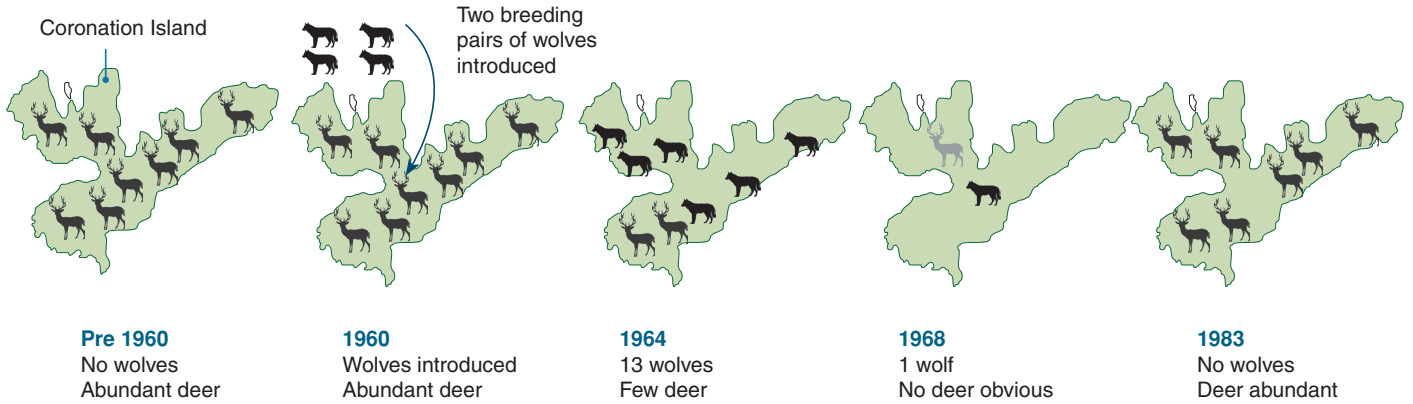 Coronation Island
Two breeding
pairs of wolves
introduced
Pre 1960
No wolves
Abundant deer
1960
Wolves introduced
Abundant deer
1964
13 wolves
Few deer
1968
1 wolf
No deer obvious
1983
No wolves
Deer abundant